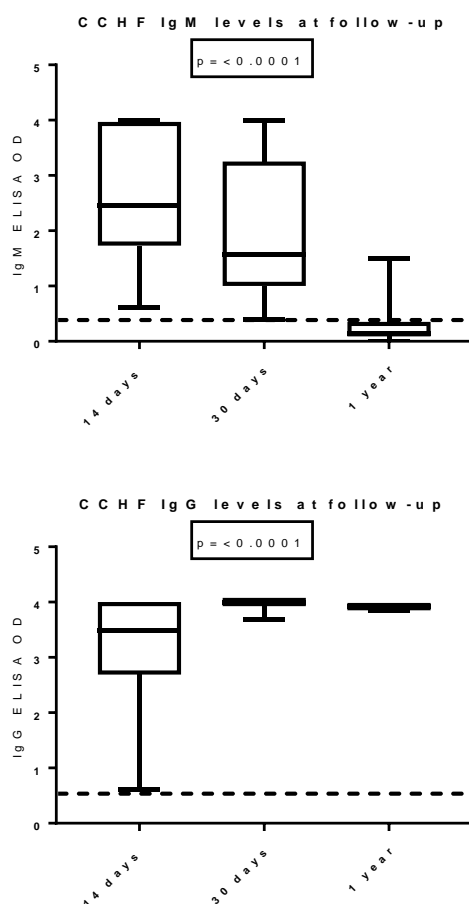 CCHF IgM levels at follow-up
p=<0.0001
5
4
3
2
1
0
IgM ELISA OD
14 days
30 days
1 year
CCHF IgG levels at follow-up
p=<0.0001
5
4
3
2
1
0
IgG ELISA OD
14 days
30 days
1 year